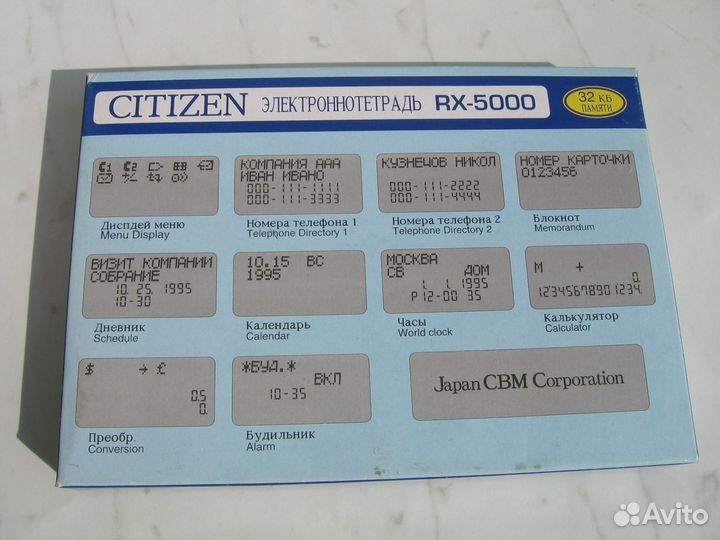 CITIZEN ЭЛЕКТРОННОТЕТРАДЬ RX-5000
32 КБ
ПАМЯТИ
Диспдей меню
Menu Display
КОМПАНИЯ ААА
ИВАН ИВАНО
000-111-1111
000-111-3333
Номера телефона 1
Telephone Directory 1
КУЗНЕЦОВ НИКОЛ
000-111-2222
000-111-4444
Номера телефона 2
Telephone Directory 2
НОМЕР КАРТОЧКИ
0123456
Блокнот
Memorandum
ВИЗИТ КОМПАНИИ
СОБРАНИЕ
10. 25. 1995
10-30
Дневник
Schedule
10.15 ВС
1995
Календарь
Calendar
МОСКВА
СВ ДОМ
1. 1. 1995
P12-00 35
Часы
World clock
M +
0.
12345678901234.
Калькулятор
Calculator
$ → £
0.5
0.
Преобр.
Conversion
*БУД.*
ВКЛ
10-35
Будильник
Alarm
Japan CBM Corporation
Avito